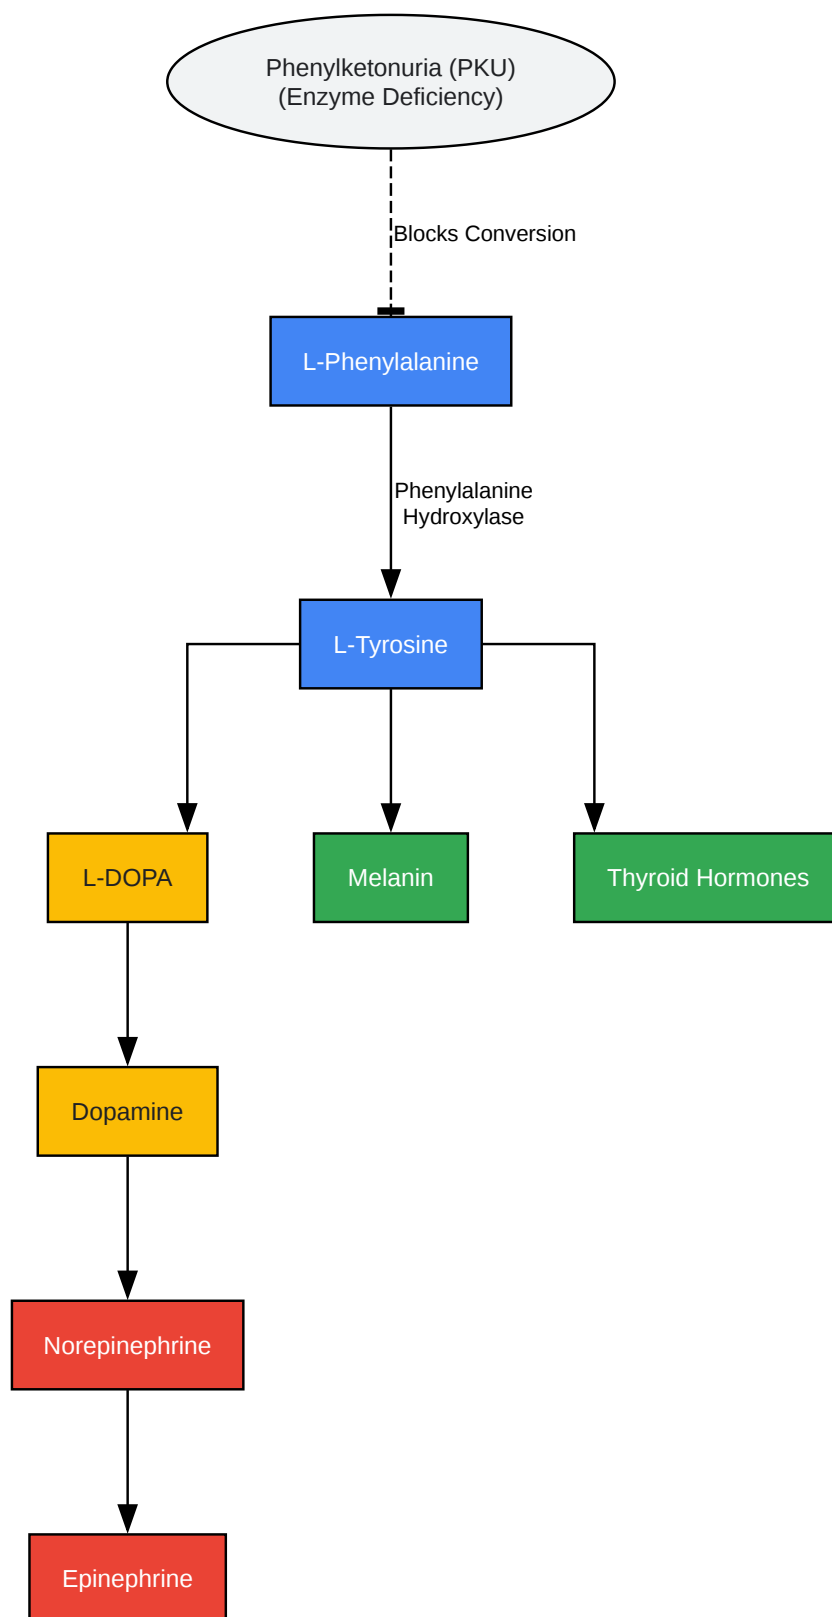 Phenylketonuria (PKU)
(Enzyme Deficiency)
Blocks Conversion
L-Phenylalanine
Phenylalanine
Hydroxylase
L-Tyrosine
L-DOPA
Melanin
Thyroid Hormones
Dopamine
Norepinephrine
Epinephrine